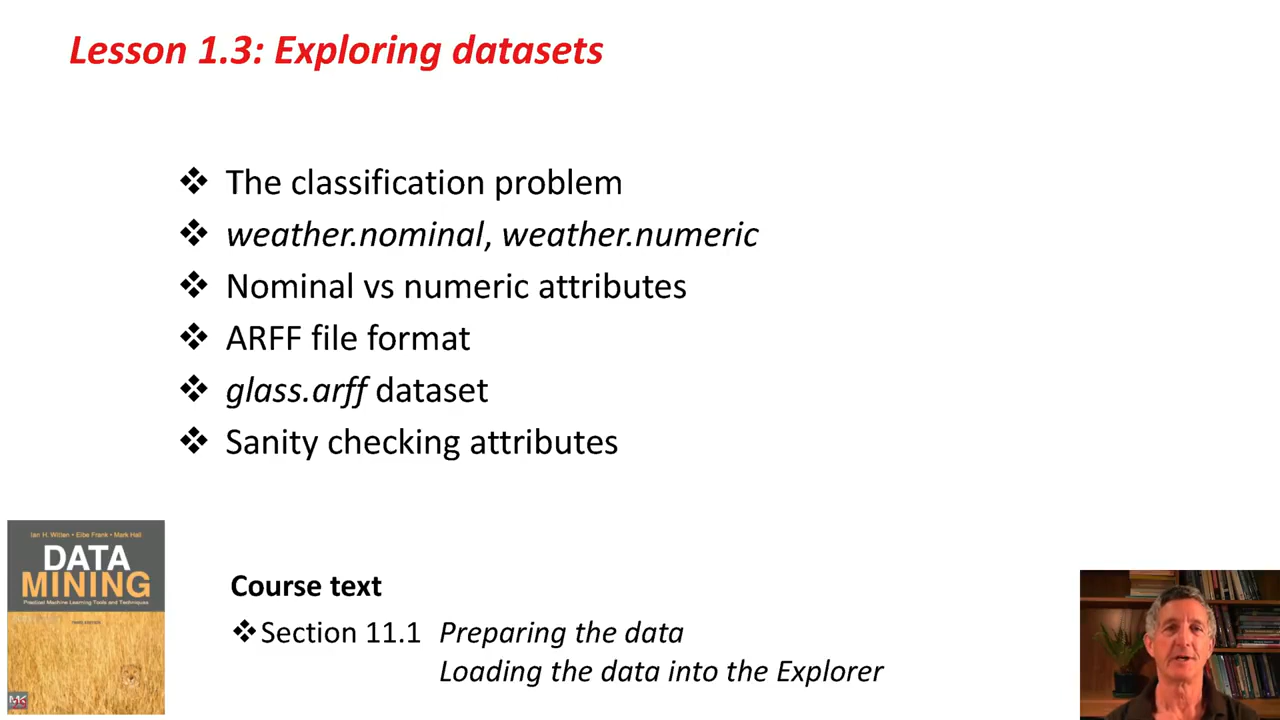 Lesson 1.3: Exploring datasets
❖ The classification problem
❖ weather.nominal, weather.numeric
❖ Nominal vs numeric attributes
❖ ARFF file format
❖ glass.arff dataset
❖ Sanity checking attributes
Ian H. Witten • Eibe Frank • Mark Hall
DATA
MINING
Practical Machine Learning Tools and Techniques
THIRD EDITION
MK
Course text
❖Section 11.1 Preparing the data
Loading the data into the Explorer